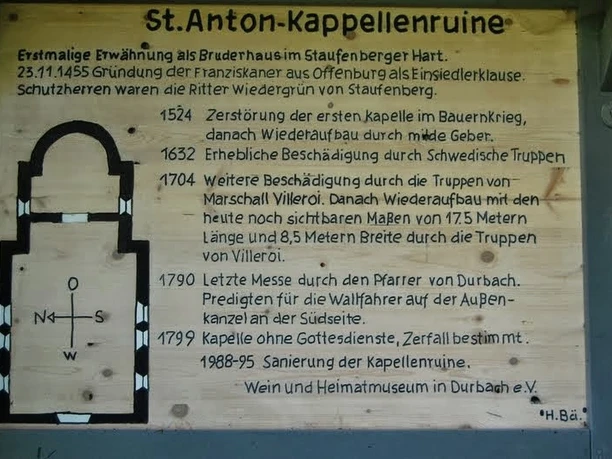 St. Anton-Kappellenruine
Erstmalige Erwähnung als Bruderhaus im Staufenberger Hart.
23.11.1455 Gründung der Franziskaner aus Offenburg als Einsiedlerklause.
Schutzherren waren die Ritter Wiedergrün von Staufenberg.
1524 Zerstörung der ersten Kapelle im Bauernkrieg,
danach Wiederaufbau durch milde Geber.
1632 Erhebliche Beschädigung durch Schwedische Truppen
1704 Weitere Beschädigung durch die Truppen von
Marschall Villeroi. Danach Wiederaufbau mit den
heute noch sichtbaren Maßen von 17.5 Metern
Länge und 8,5 Metern Breite durch die Truppen
von Villeroi.
1790 Letzte Messe durch den Pfarrer von Durbach.
Predigten für die Wallfahrer auf der Außen-
kanzel an der Südseite.
1799 Kapelle ohne Gottesdienste, Zerfall bestimmt.
1988-95 Sanierung der Kapellenruine.
Wein und Heimatmuseum in Durbach e.V.
"H.Bä."
O
N S
W